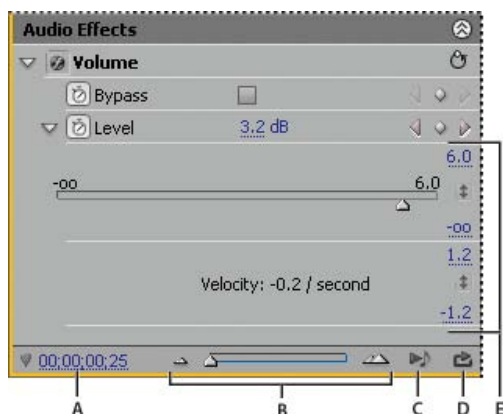 Audio Effects
Volume
Bypass
Level 3.2 dB
6.0
-oo 6.0
-oo
1.2
Velocity: -0.2 / second
-1.2
00;00;00;25
A B C D E